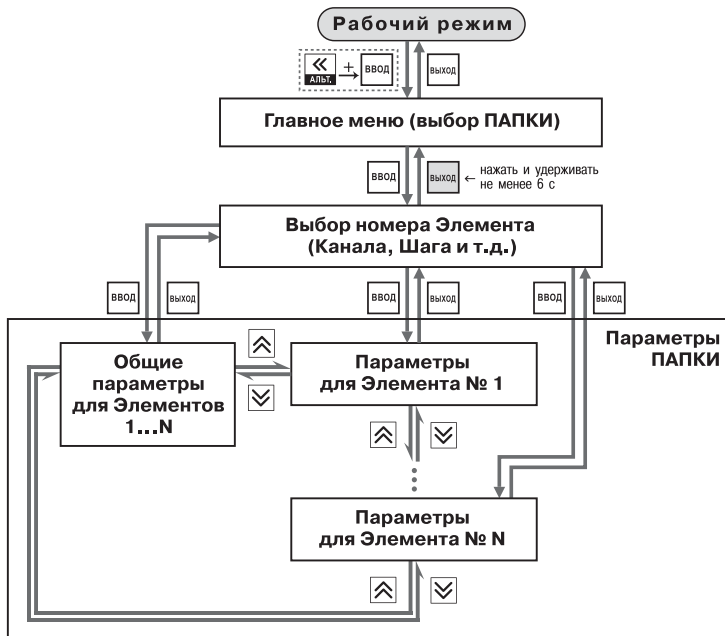 Рабочий режим
« + ВВОД ВЫХОД
АЛЬТ.
Главное меню (выбор ПАПКИ)
ВВОД ВЫХОД ← нажать и удерживать
не менее 6 с
Выбор номера Элемента
(Канала, Шага и т.д.)
ВВОД ВЫХОД ВВОД ВЫХОД ВВОД ВЫХОД
Параметры
ПАПКИ
Общие
параметры
для Элементов
1...N
Параметры
для Элемента № 1
Параметры
для Элемента № N